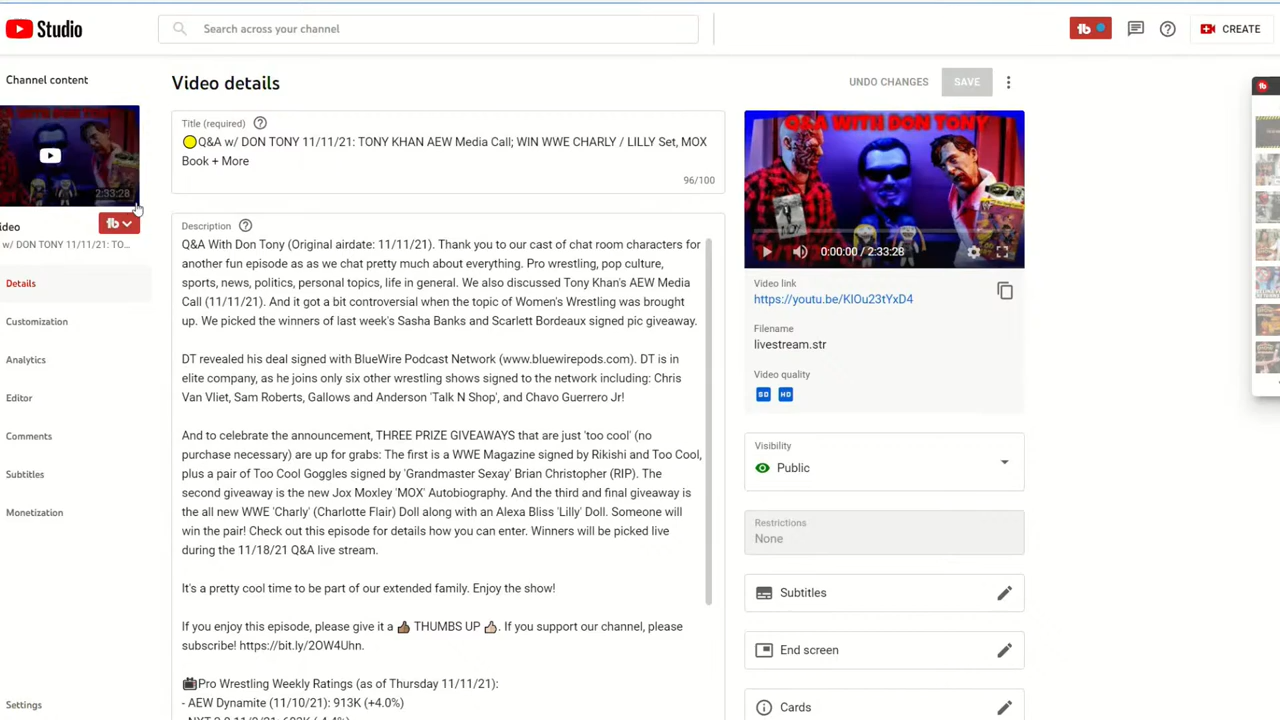 Studio
Search across your channel
CREATE
Channel content
Video details
UNDO CHANGES
SAVE
2:33:28
ideo
w/ DON TONY 11/11/21: TO...
Details
Customization
Analytics
Editor
Comments
Subtitles
Monetization
Settings
Title (required)
Q&A w/ DON TONY 11/11/21: TONY KHAN AEW Media Call; WIN WWE CHARLY / LILLY Set, MOX
Book + More
96/100
Description
Q&A With Don Tony (Original airdate: 11/11/21). Thank you to our cast of chat room characters for
another fun episode as as we chat pretty much about everything. Pro wrestling, pop culture,
sports, news, politics, personal topics, life in general. We also discussed Tony Khan's AEW Media
Call (11/11/21). And it got a bit controversial when the topic of Women's Wrestling was brought
up. We picked the winners of last week's Sasha Banks and Scarlett Bordeaux signed pic giveaway.
DT revealed his deal signed with BlueWire Podcast Network (www.bluewirepods.com). DT is in
elite company, as he joins only six other wrestling shows signed to the network including: Chris
Van Vliet, Sam Roberts, Gallows and Anderson 'Talk N Shop', and Chavo Guerrero Jr!
And to celebrate the announcement, THREE PRIZE GIVEAWAYS that are just 'too cool' (no
purchase necessary) are up for grabs: The first is a WWE Magazine signed by Rikishi and Too Cool,
plus a pair of Too Cool Goggles signed by 'Grandmaster Sexay' Brian Christopher (RIP). The
second giveaway is the new Jox Moxley 'MOX' Autobiography. And the third and final giveaway is
the all new WWE 'Charly' (Charlotte Flair) Doll along with an Alexa Bliss 'Lilly' Doll. Someone will
win the pair! Check out this episode for details how you can enter. Winners will be picked live
during the 11/18/21 Q&A live stream.
It's a pretty cool time to be part of our extended family. Enjoy the show!
If you enjoy this episode, please give it a 👍🏾 THUMBS UP 👍🏼. If you support our channel, please
subscribe! https://bit.ly/2OW4Uhn.
📺Pro Wrestling Weekly Ratings (as of Thursday 11/11/21):
- AEW Dynamite (11/10/21): 913K (+4.0%)
Q&A WITH DON TONY
0:00:00 / 2:33:28
Video link
https://youtu.be/KlOu23tYxD4
Filename
livestream.str
Video quality
SD HD
Visibility
Public
Restrictions
None
Subtitles
End screen
Cards